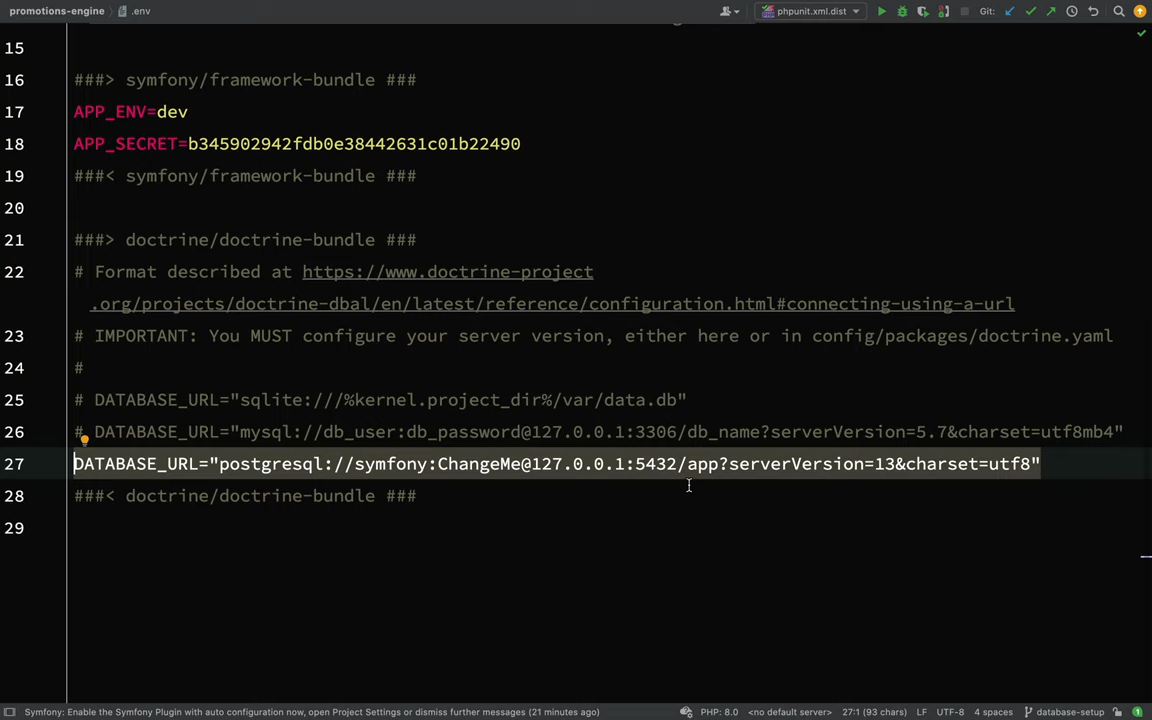 promotions-engine .env
phpunit.xml.dist Git:
15
16 ###> symfony/framework-bundle ###
17 APP_ENV=dev
18 APP_SECRET=b345902942fdb0e38442631c01b22490
19 ###< symfony/framework-bundle ###
20
21 ###> doctrine/doctrine-bundle ###
22 # Format described at https://www.doctrine-project
.org/projects/doctrine-dbal/en/latest/reference/configuration.html#connecting-using-a-url
23 # IMPORTANT: You MUST configure your server version, either here or in config/packages/doctrine.yaml
24 #
25 # DATABASE_URL="sqlite:///%kernel.project_dir%/var/data.db"
26 # DATABASE_URL="mysql://db_user:db_password@127.0.0.1:3306/db_name?serverVersion=5.7&charset=utf8mb4"
27 DATABASE_URL="postgresql://symfony:ChangeMe@127.0.0.1:5432/app?serverVersion=13&charset=utf8"
28 ###< doctrine/doctrine-bundle ###
29
Symfony: Enable the Symfony Plugin with auto configuration now, open Project Settings or dismiss further messages (21 minutes ago) PHP: 8.0 <no default server> 27:1 (93 chars) LF UTF-8 4 spaces database-setup 1